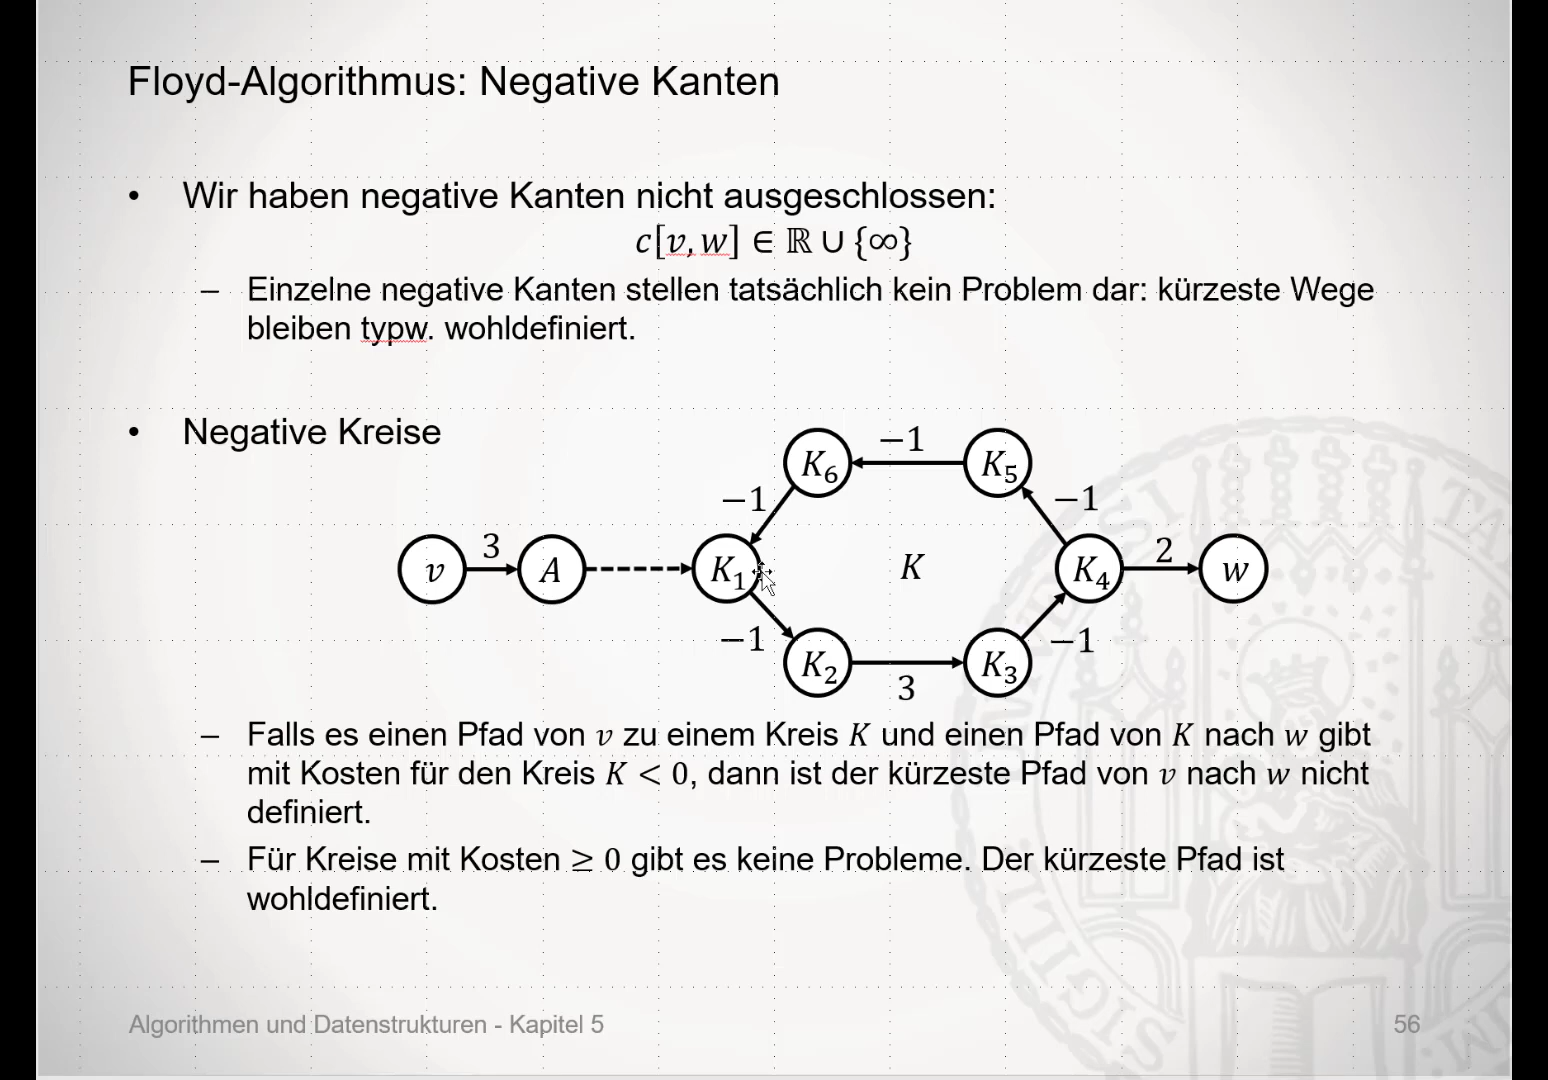 Floyd-Algorithmus: Negative Kanten
• Wir haben negative Kanten nicht ausgeschlossen:
c[v, w] ∈ ℝ ∪ {∞}
– Einzelne negative Kanten stellen tatsächlich kein Problem dar: kürzeste Wege
bleiben typw. wohldefiniert.
• Negative Kreise
−1
K₆ K₅
−1 −1
3 2
v A K₁ K K₄ w
−1 −1
K₂ K₃
3
– Falls es einen Pfad von v zu einem Kreis K und einen Pfad von K nach w gibt
mit Kosten für den Kreis K < 0, dann ist der kürzeste Pfad von v nach w nicht
definiert.
– Für Kreise mit Kosten ≥ 0 gibt es keine Probleme. Der kürzeste Pfad ist
wohldefiniert.
Algorithmen und Datenstrukturen - Kapitel 5 56